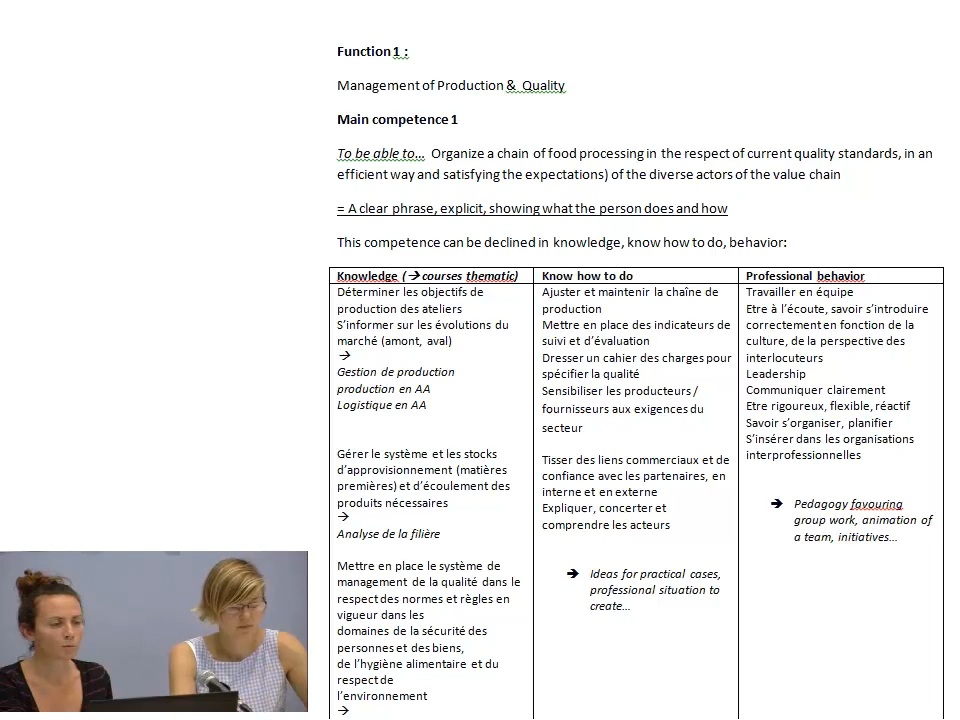 Function 1 :
Management of Production & Quality
Main competence 1
To be able to… Organize a chain of food processing in the respect of current quality standards, in an
efficient way and satisfying the expectations) of the diverse actors of the value chain
= A clear phrase, explicit, showing what the person does and how
This competence can be declined in knowledge, know how to do, behavior:
Knowledge (→ courses thematic)
Déterminer les objectifs de
production des ateliers
S’informer sur les évolutions du
marché (amont, aval)
→
Gestion de production
production en AA
Logistique en AA
Gérer le système et les stocks
d’approvisionnement (matières
premières) et d’écoulement des
produits nécessaires
→
Analyse de la filière
Mettre en place le système de
management de la qualité dans le
respect des normes et règles en
vigueur dans les
domaines de la sécurité des
personnes et des biens,
de l’hygiène alimentaire et du
respect de
l’environnement
→
Know how to do
Ajuster et maintenir la chaîne de
production
Mettre en place des indicateurs de
suivi et d’évaluation
Dresser un cahier des charges pour
spécifier la qualité
Sensibiliser les producteurs /
fournisseurs aux exigences du
secteur
Tisser des liens commerciaux et de
confiance avec les partenaires, en
interne et en externe
Expliquer, concerter et
comprendre les acteurs
➔ Ideas for practical cases,
professional situation to
create…
Professional behavior
Travailler en équipe
Etre à l’écoute, savoir s’introduire
correctement en fonction de la
culture, de la perspective des
interlocuteurs
Leadership
Communiquer clairement
Etre rigoureux, flexible, réactif
Savoir s’organiser, planifier
S’insérer dans les organisations
interprofessionnelles
➔ Pedagogy favouring
group work, animation of
a team, initiatives…